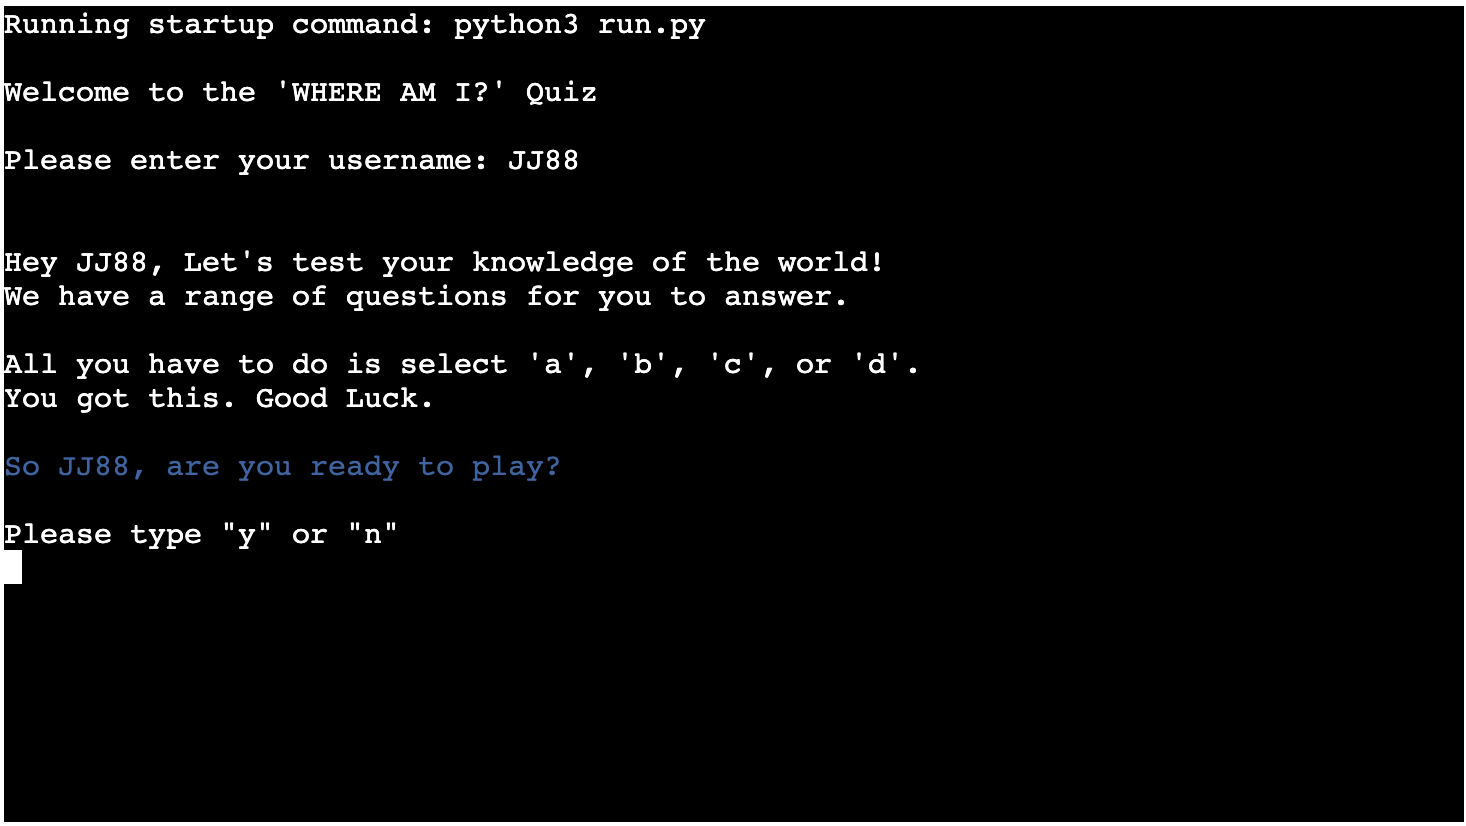 Running startup command: python3 run.py
Welcome to the 'WHERE AM I?' Quiz
Please enter your username: JJ88
Hey JJ88, Let's test your knowledge of the world!
We have a range of questions for you to answer.
All you have to do is select 'a', 'b', 'c', or 'd'.
You got this. Good Luck.
So JJ88, are you ready to play?
Please type "y" or "n"